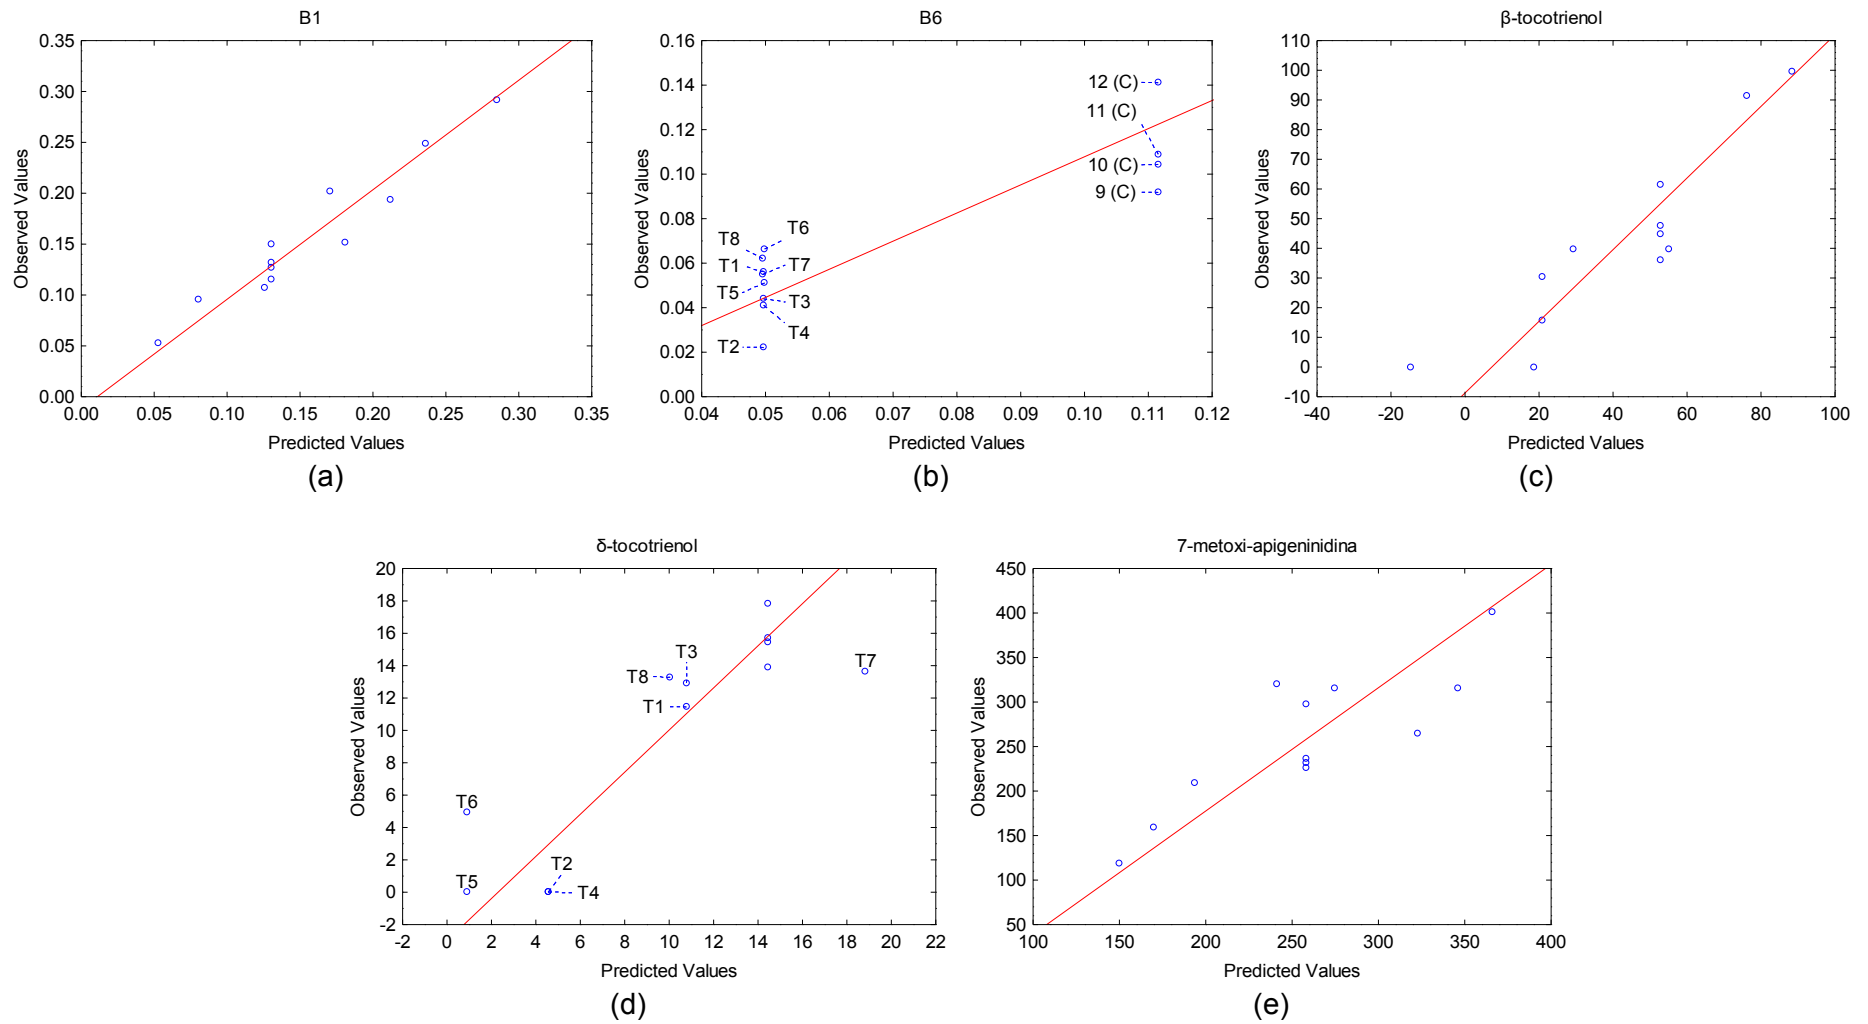 B1
0.35
0.30
0.25
0.20
0.15
0.10
0.05
0.00
0.00 0.05 0.10 0.15 0.20 0.25 0.30 0.35
Observed Values
Predicted Values
(a)
B6
0.16
0.14
0.12
0.10
0.08
0.06
0.04
0.02
0.00
0.04 0.05 0.06 0.07 0.08 0.09 0.10 0.11 0.12
12 (C)
11 (C)
10 (C)
9 (C)
T6
T8
T1 T7
T5
T3
T4
T2
Observed Values
Predicted Values
(b)
β-tocotrienol
110
100
90
80
70
60
50
40
30
20
10
0
-10
-40 -20 0 20 40 60 80 100
Observed Values
Predicted Values
(c)
δ-tocotrienol
20
18
16
14
12
10
8
6
4
2
0
-2
-2 0 2 4 6 8 10 12 14 16 18 20 22
T3
T8
T7
T1
T6
T5
T2
T4
Observed Values
Predicted Values
(d)
7-metoxi-apigeninidina
450
400
350
300
250
200
150
100
50
100 150 200 250 300 350 400
Observed Values
Predicted Values
(e)